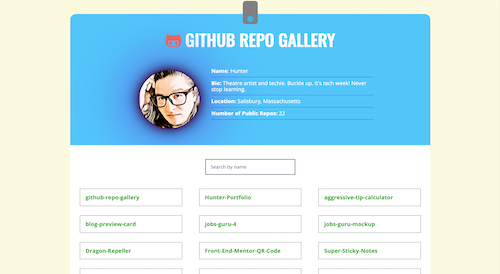 GITHUB REPO GALLERY
Name: Hunter
Bio: Theatre artist and techie. Buckle up, it's tech week! Never
stop learning.
Location: Salisbury, Massachusetts
Number of Public Repos: 22
Search by name
github-repo-gallery
Hunter-Portfolio
aggressive-tip-calculator
blog-preview-card
jobs-guru-4
jobs-guru-mockup
Dragon-Repeller
Front-End-Mentor-QR-Code
Super-Sticky-Notes